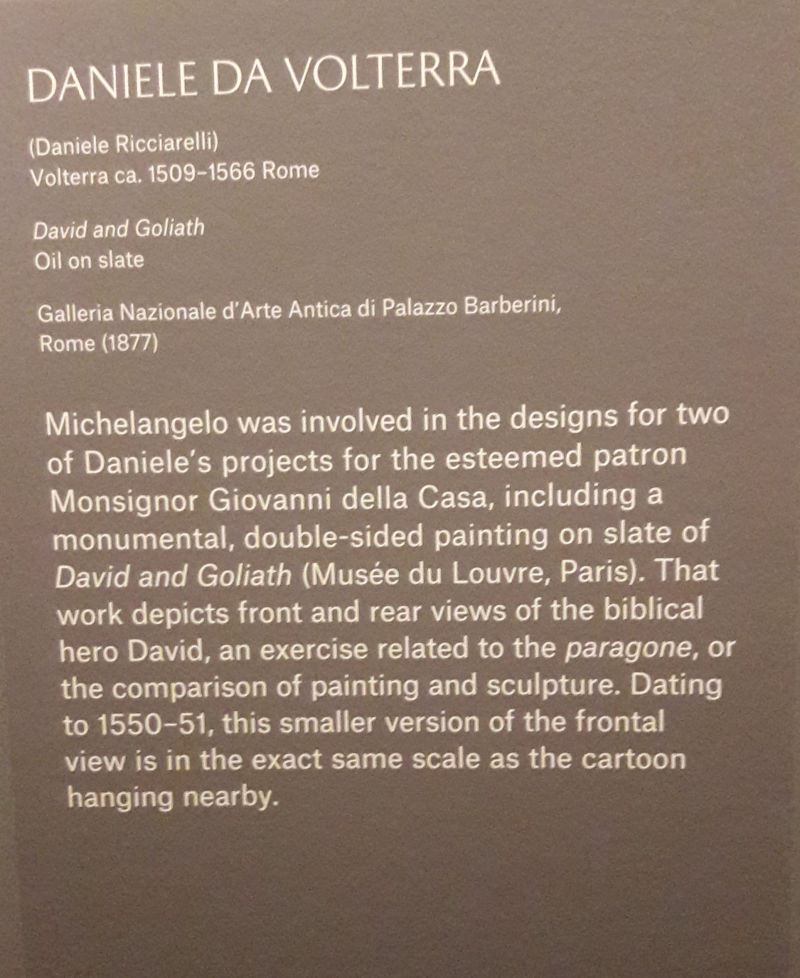 DANIELE DA VOLTERRA
(Daniele Ricciarelli)
Volterra ca. 1509–1566 Rome
David and Goliath
Oil on slate
Galleria Nazionale d'Arte Antica di Palazzo Barberini,
Rome (1877)
Michelangelo was involved in the designs for two
of Daniele's projects for the esteemed patron
Monsignor Giovanni della Casa, including a
monumental, double-sided painting on slate of
David and Goliath (Musée du Louvre, Paris). That
work depicts front and rear views of the biblical
hero David, an exercise related to the paragone, or
the comparison of painting and sculpture. Dating
to 1550–51, this smaller version of the frontal
view is in the exact same scale as the cartoon
hanging nearby.